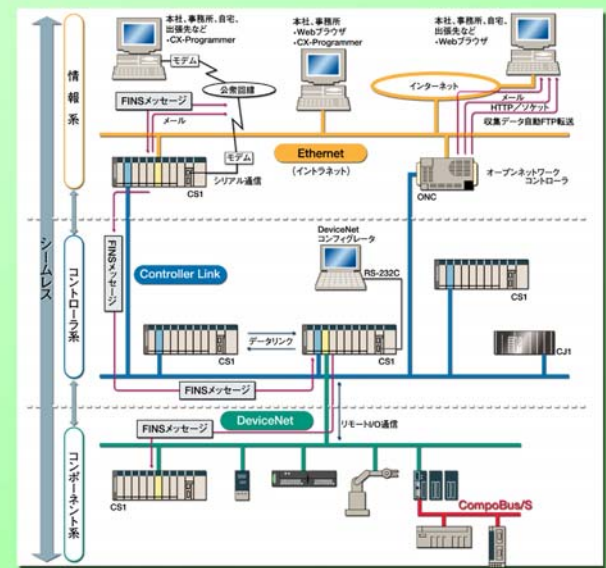 本社、事務所、自宅、
出張先など
・CX-Programmer
モデム
本社、事務所
・Webブラウザ
・CX-Programmer
本社、事務所、自宅、
出張先など
・Webブラウザ
公衆回線
インターネット
FINSメッセージ
メール
メール
HTTP/ソケット
収集データ自動FTP転送
情報系
Ethernet
(イントラネット)
モデム
シリアル通信
CS1
オープンネットワーク
コントローラ
ONC
シームレス
コントローラ系
FINSメッセージ
Controller Link
DeviceNet
コンフィグレータ
RS-232C
CS1
データリンク
CS1
CS1
CJ1
FINSメッセージ
DeviceNet
リモートI/O通信
FINSメッセージ
コンポーネント系
CS1
CompoBus/S